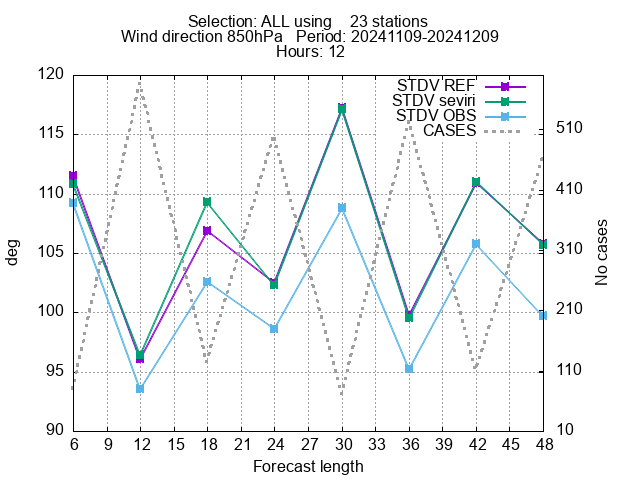 Selection: ALL using 23 stations
Wind direction 850hPa Period: 20241109-20241209
Hours: 12
STDV REF
STDV seviri
STDV OBS
CASES
120
115
110
105
100
95
90
deg
510
410
310
210
110
10
No cases
6 9 12 15 18 21 24 27 30 33 36 39 42 45 48
Forecast length